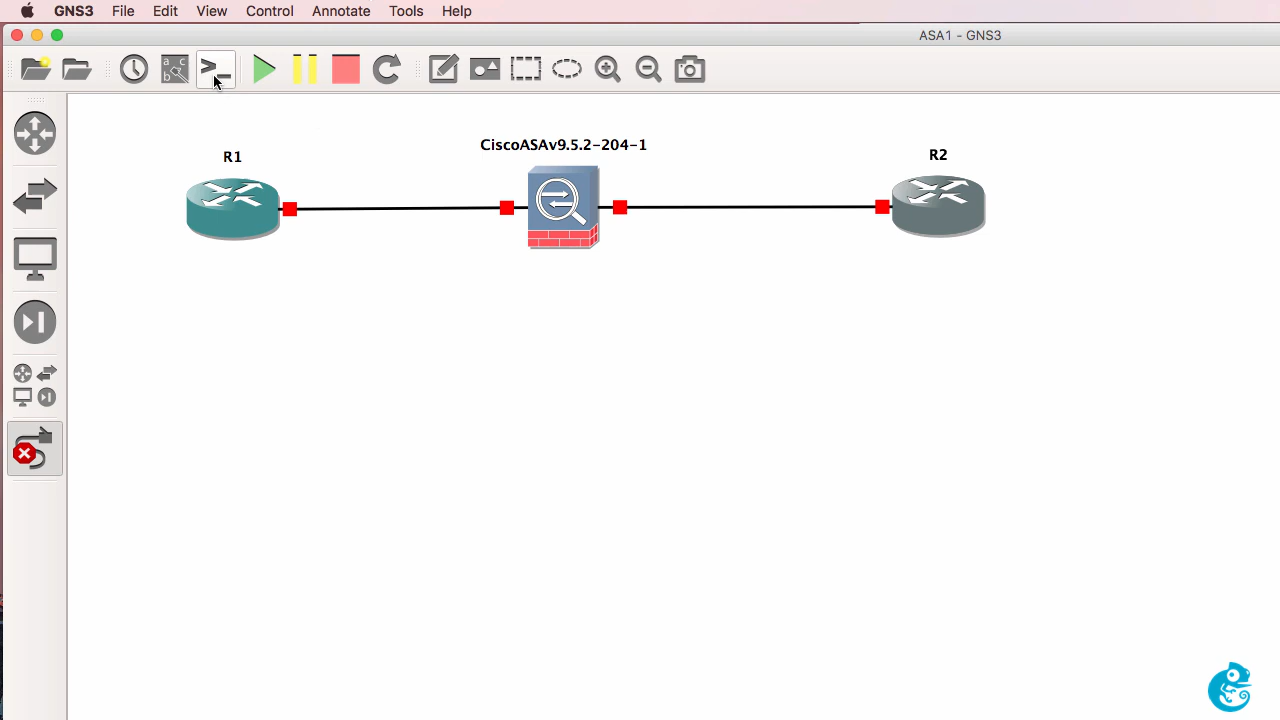 GNS3 File Edit View Control Annotate Tools Help
ASA1 - GNS3
a c
b
>_
R1
CiscoASAv9.5.2-204-1
R2